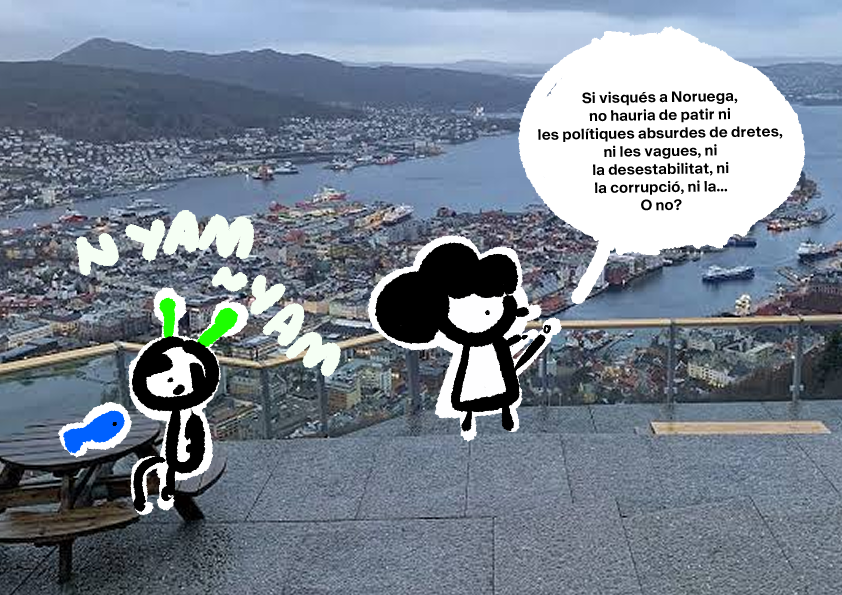 Si visqués a Noruega,
no hauria de patir ni
les polítiques absurdes de dretes,
ni les vagues, ni
la desestabilitat, ni
la corrupció, ni la...
O no?
NYAM
NYAM